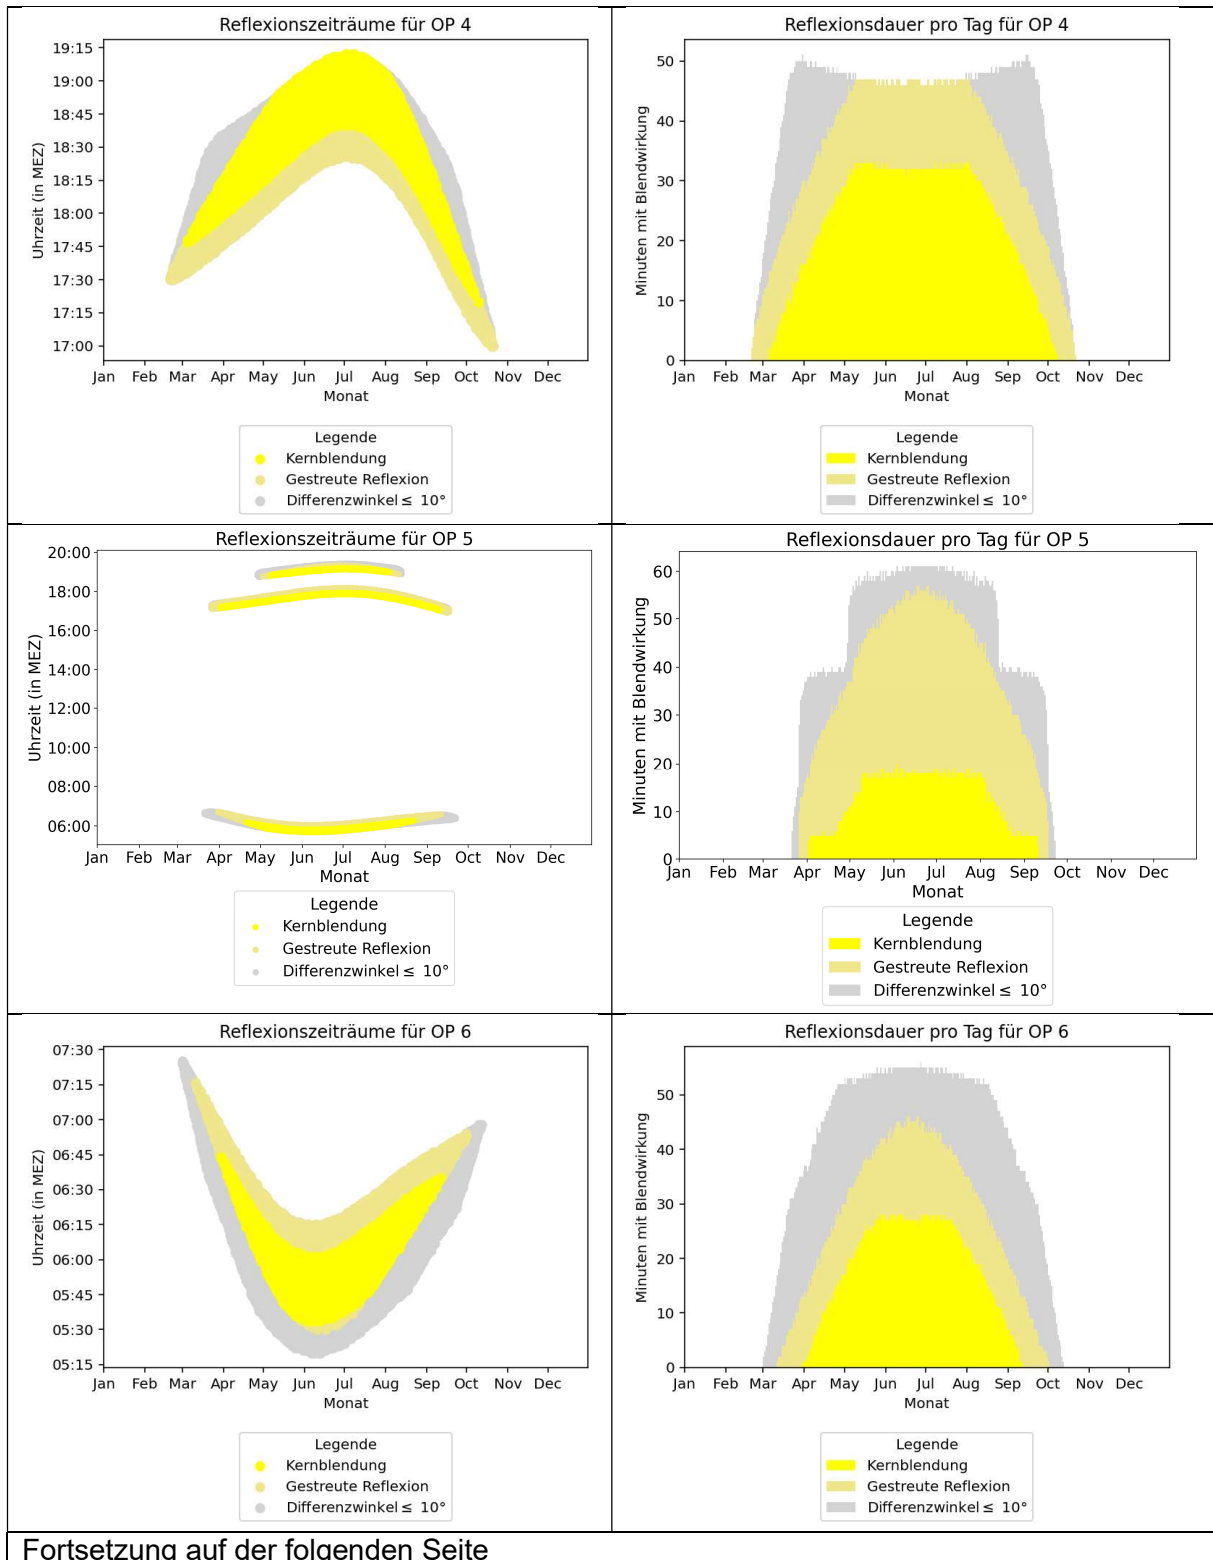 Reflexionszeiträume für OP 4
Uhrzeit (in MEZ)
19:15
19:00
18:45
18:30
18:15
18:00
17:45
17:30
17:15
17:00
Jan Feb Mar Apr May Jun Jul Aug Sep Oct Nov Dec
Monat
Legende
Kernblendung
Gestreute Reflexion
Differenzwinkel ≤ 10°
Reflexionsdauer pro Tag für OP 4
Minuten mit Blendwirkung
50
40
30
20
10
0
Jan Feb Mar Apr May Jun Jul Aug Sep Oct Nov Dec
Monat
Legende
Kernblendung
Gestreute Reflexion
Differenzwinkel ≤ 10°
Reflexionszeiträume für OP 5
Uhrzeit (in MEZ)
20:00
18:00
16:00
14:00
12:00
10:00
08:00
06:00
Jan Feb Mar Apr May Jun Jul Aug Sep Oct Nov Dec
Monat
Legende
Kernblendung
Gestreute Reflexion
Differenzwinkel ≤ 10°
Reflexionsdauer pro Tag für OP 5
Minuten mit Blendwirkung
60
50
40
30
20
10
0
Jan Feb Mar Apr May Jun Jul Aug Sep Oct Nov Dec
Monat
Legende
Kernblendung
Gestreute Reflexion
Differenzwinkel ≤ 10°
Reflexionszeiträume für OP 6
Uhrzeit (in MEZ)
07:30
07:15
07:00
06:45
06:30
06:15
06:00
05:45
05:30
05:15
Jan Feb Mar Apr May Jun Jul Aug Sep Oct Nov Dec
Monat
Legende
Kernblendung
Gestreute Reflexion
Differenzwinkel ≤ 10°
Reflexionsdauer pro Tag für OP 6
Minuten mit Blendwirkung
50
40
30
20
10
0
Jan Feb Mar Apr May Jun Jul Aug Sep Oct Nov Dec
Monat
Legende
Kernblendung
Gestreute Reflexion
Differenzwinkel ≤ 10°
Fortsetzung auf der folgenden Seite